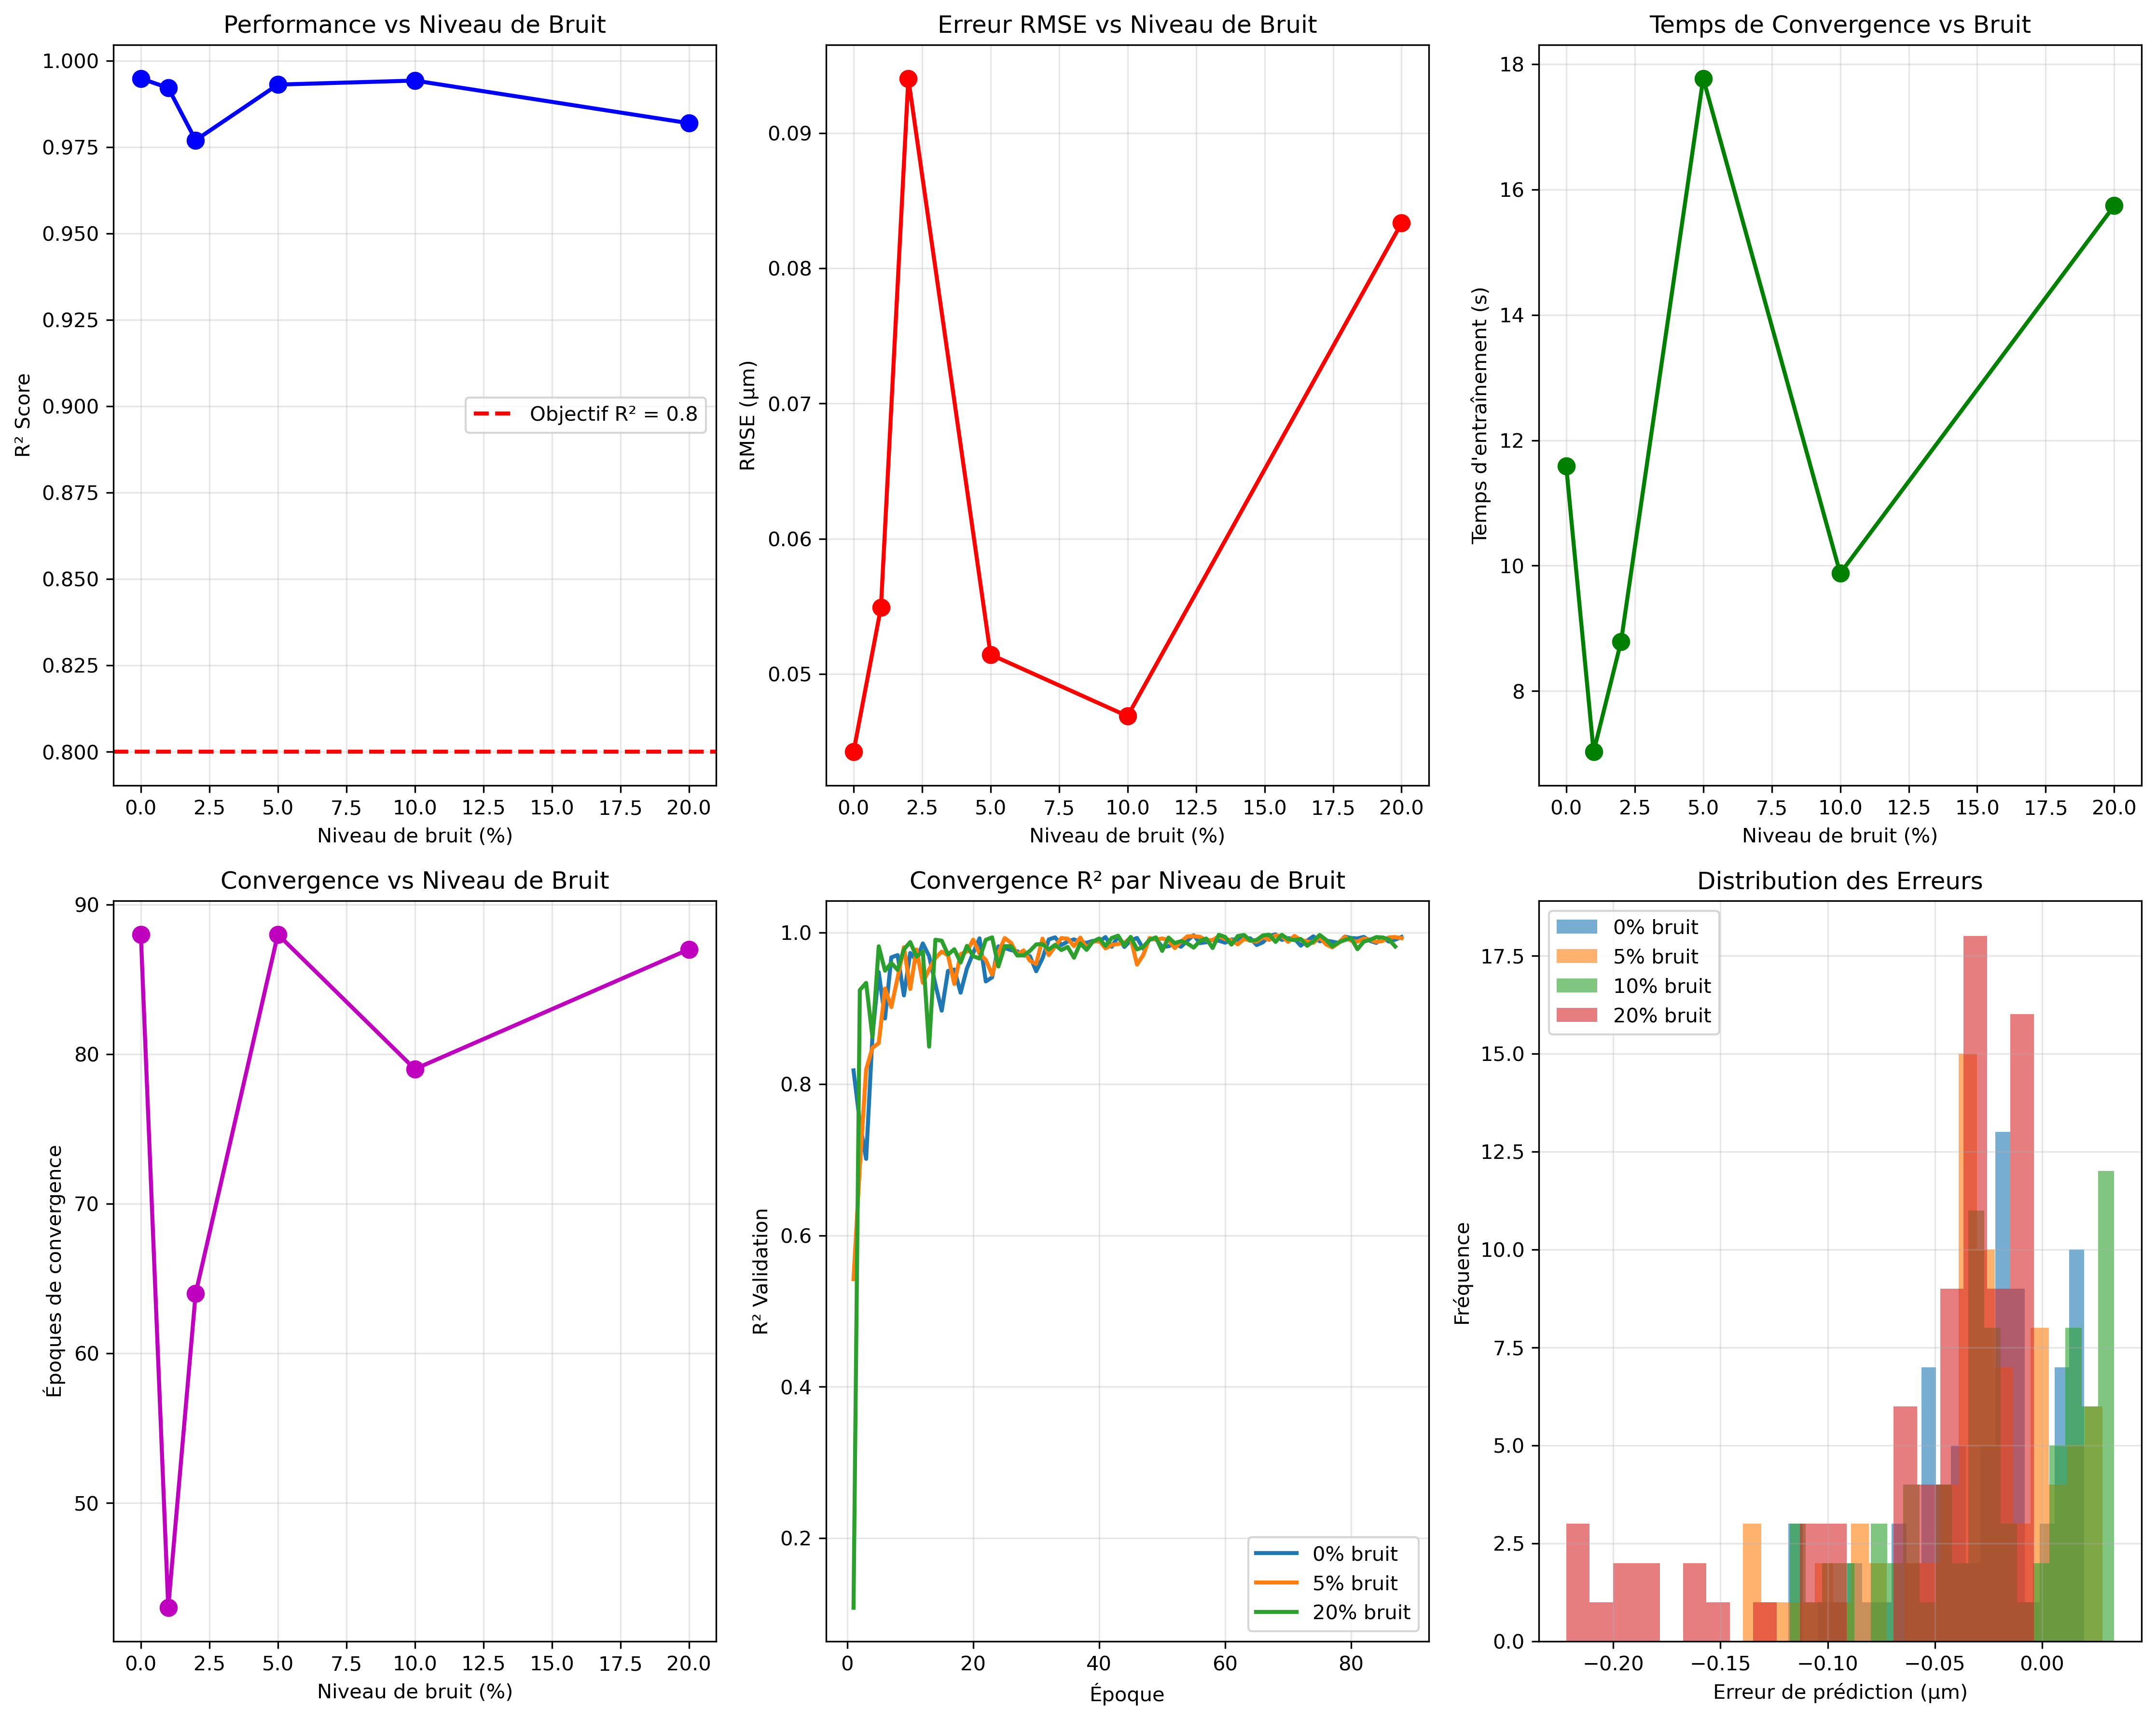 Performance vs Niveau de Bruit
R² Score
1.000
0.975
0.950
0.925
0.900
0.875
0.850
0.825
0.800
Objectif R² = 0.8
0.0 2.5 5.0 7.5 10.0 12.5 15.0 17.5 20.0
Niveau de bruit (%)
Erreur RMSE vs Niveau de Bruit
RMSE (μm)
0.09
0.08
0.07
0.06
0.05
0.0 2.5 5.0 7.5 10.0 12.5 15.0 17.5 20.0
Niveau de bruit (%)
Temps de Convergence vs Bruit
Temps d'entraînement (s)
18
16
14
12
10
8
0.0 2.5 5.0 7.5 10.0 12.5 15.0 17.5 20.0
Niveau de bruit (%)
Convergence vs Niveau de Bruit
Époques de convergence
90
80
70
60
50
0.0 2.5 5.0 7.5 10.0 12.5 15.0 17.5 20.0
Niveau de bruit (%)
Convergence R² par Niveau de Bruit
R² Validation
1.0
0.8
0.6
0.4
0.2
0% bruit
5% bruit
20% bruit
0 20 40 60 80
Époque
Distribution des Erreurs
Fréquence
0% bruit
5% bruit
10% bruit
20% bruit
17.5
15.0
12.5
10.0
7.5
5.0
2.5
0.0
−0.20 −0.15 −0.10 −0.05 0.00
Erreur de prédiction (μm)